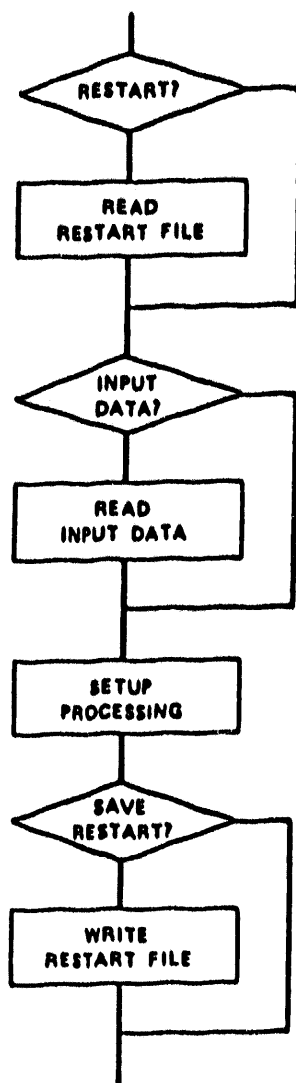 RESTART?
READ
RESTART FILE
INPUT
DATA?
READ
INPUT DATA
SETUP
PROCESSING
SAVE
RESTART?
WRITE
RESTART FILE